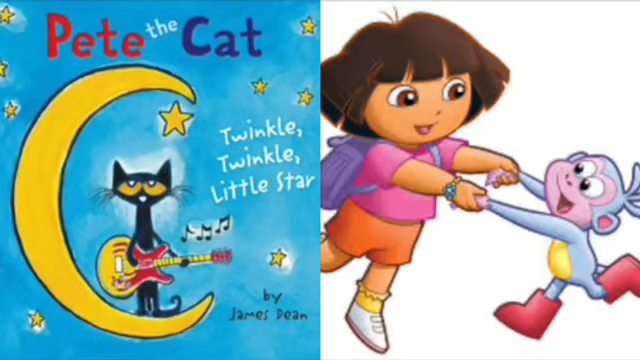 Pete the Cat
Twinkle,
Twinkle,
Little Star
by
James Dean